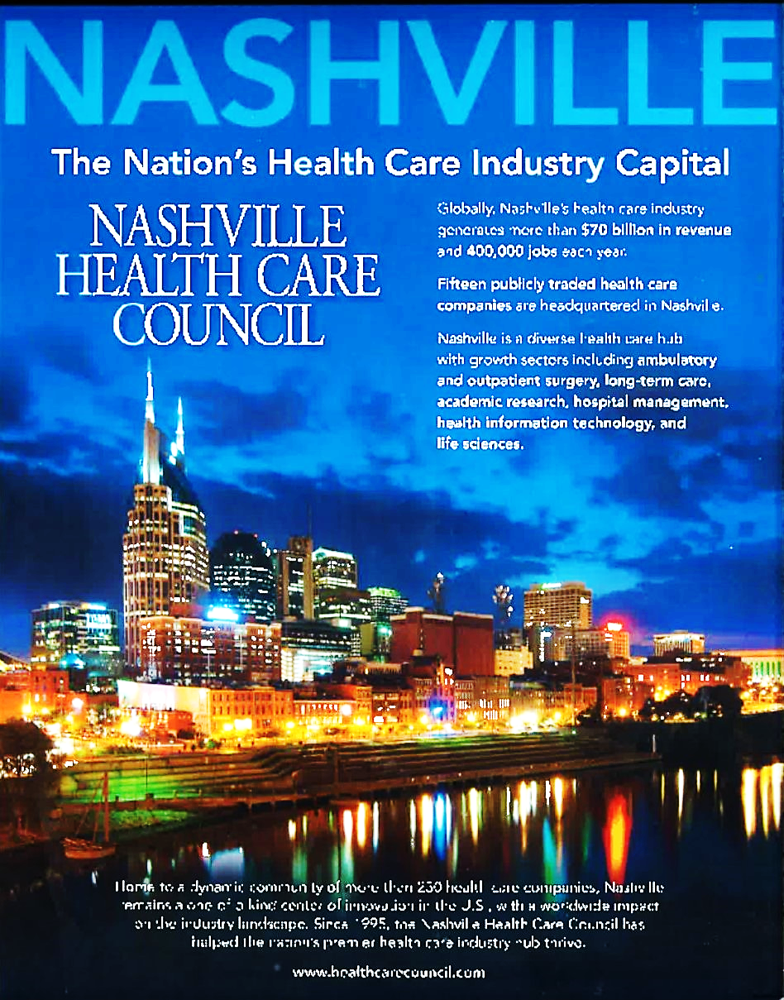 NASHVILLE
The Nation's Health Care Industry Capital
NASHVILLE
HEALTH CARE
COUNCIL
Globally, Nashville's health care industry
generates more than $70 billion in revenue
and 400,000 jobs each year.
Fifteen publicly traded health care
companies are headquartered in Nashville.
Nashville is a diverse health care hub
with growth sectors including ambulatory
and outpatient surgery, long-term care,
academic research, hospital management,
health information technology, and
life sciences.
Home to a dynamic community of more than 250 health care companies, Nashville
remains a one of a kind center of innovation in the U.S., with a worldwide impact
on the industry landscape. Since 1995, the Nashville Health Care Council has
helped the nation's premier health care industry hub thrive.
www.healthcarecouncil.com